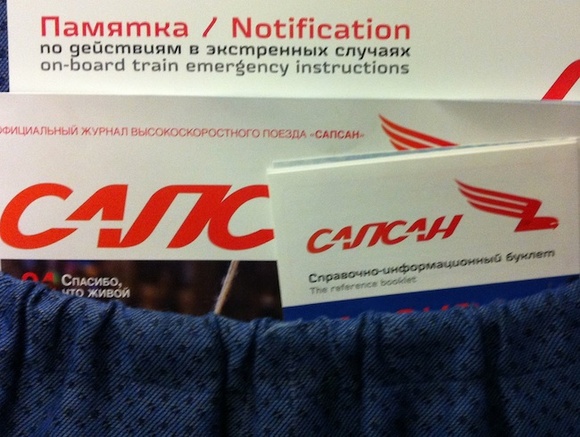 Памятка / Notification
по действиям в экстренных случаях
on-board train emergency instructions
ОФИЦИАЛЬНЫЙ ЖУРНАЛ ВЫСОКОСКОРОСТНОГО ПОЕЗДА «САПСАН»
САПС
САПСАН
Справочно-информационный буклет
The reference booklet
СПАСИБО,
ЧТО ЖИВОЙ